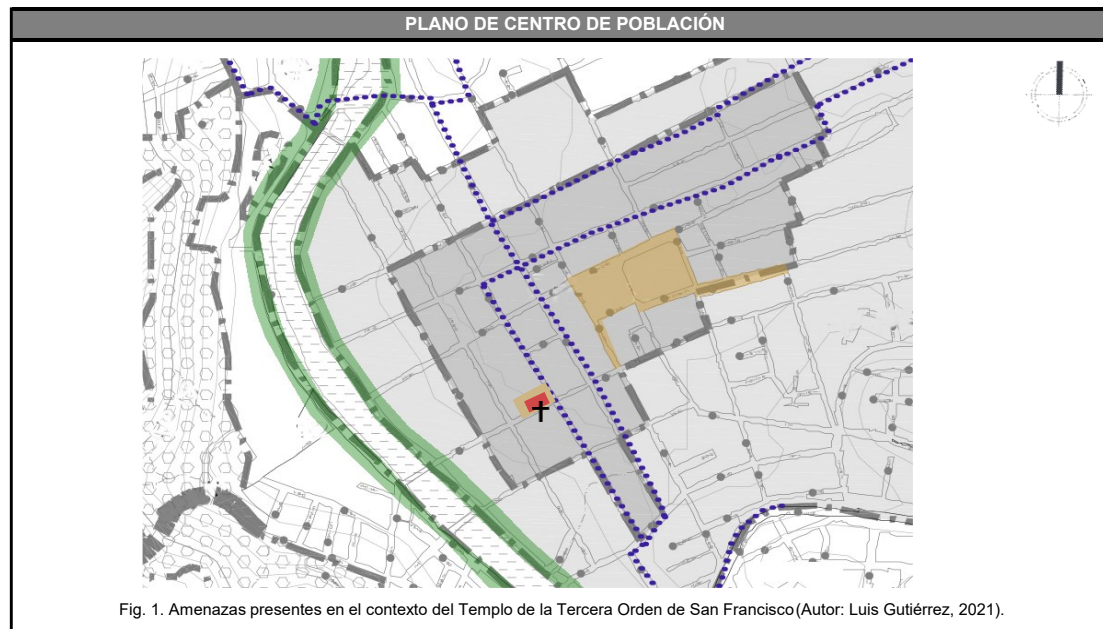 PLANO DE CENTRO DE POBLACIÓN
Fig. 1. Amenazas presentes en el contexto del Templo de la Tercera Orden de San Francisco(Autor: Luis Gutiérrez, 2021).